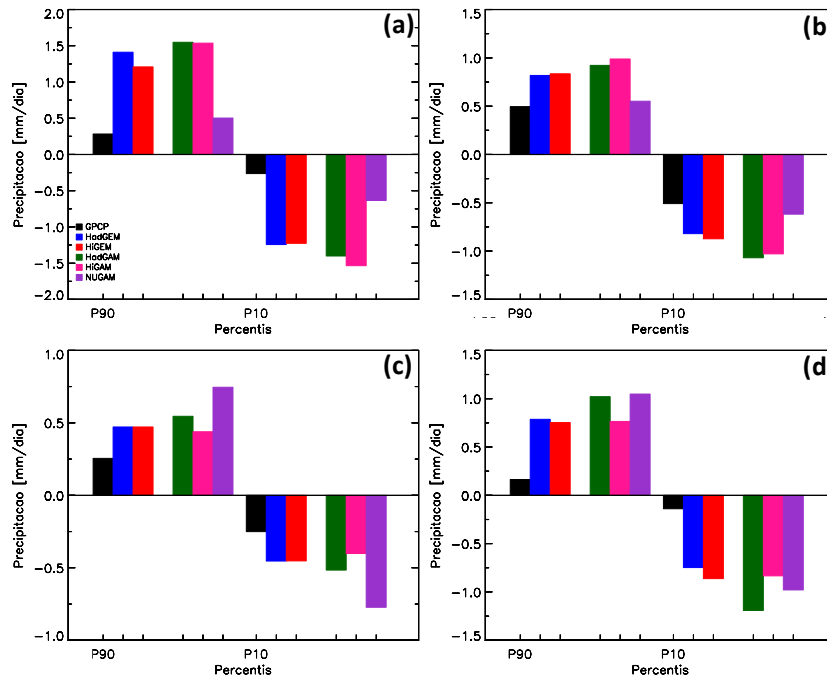 (a)
Precipitacao [mm/dia]
2.0
1.5
1.0
0.5
0.0
−0.5
−1.0
−1.5
−2.0
GPCP
HadGEM
HiGEM
HadGAM
HiGAM
NUGAM
P90 P10
Percentis
(b)
Precipitacao [mm/dia]
1.5
1.0
0.5
0.0
−0.5
−1.0
−1.5
P90 P10
Percentis
(c)
Precipitacao [mm/dia]
1.0
0.5
0.0
−0.5
−1.0
P90 P10
Percentis
(d
Precipitacao [mm/dia]
1.5
1.0
0.5
0.0
−0.5
−1.0
−1.5
P90 P10
Percentis